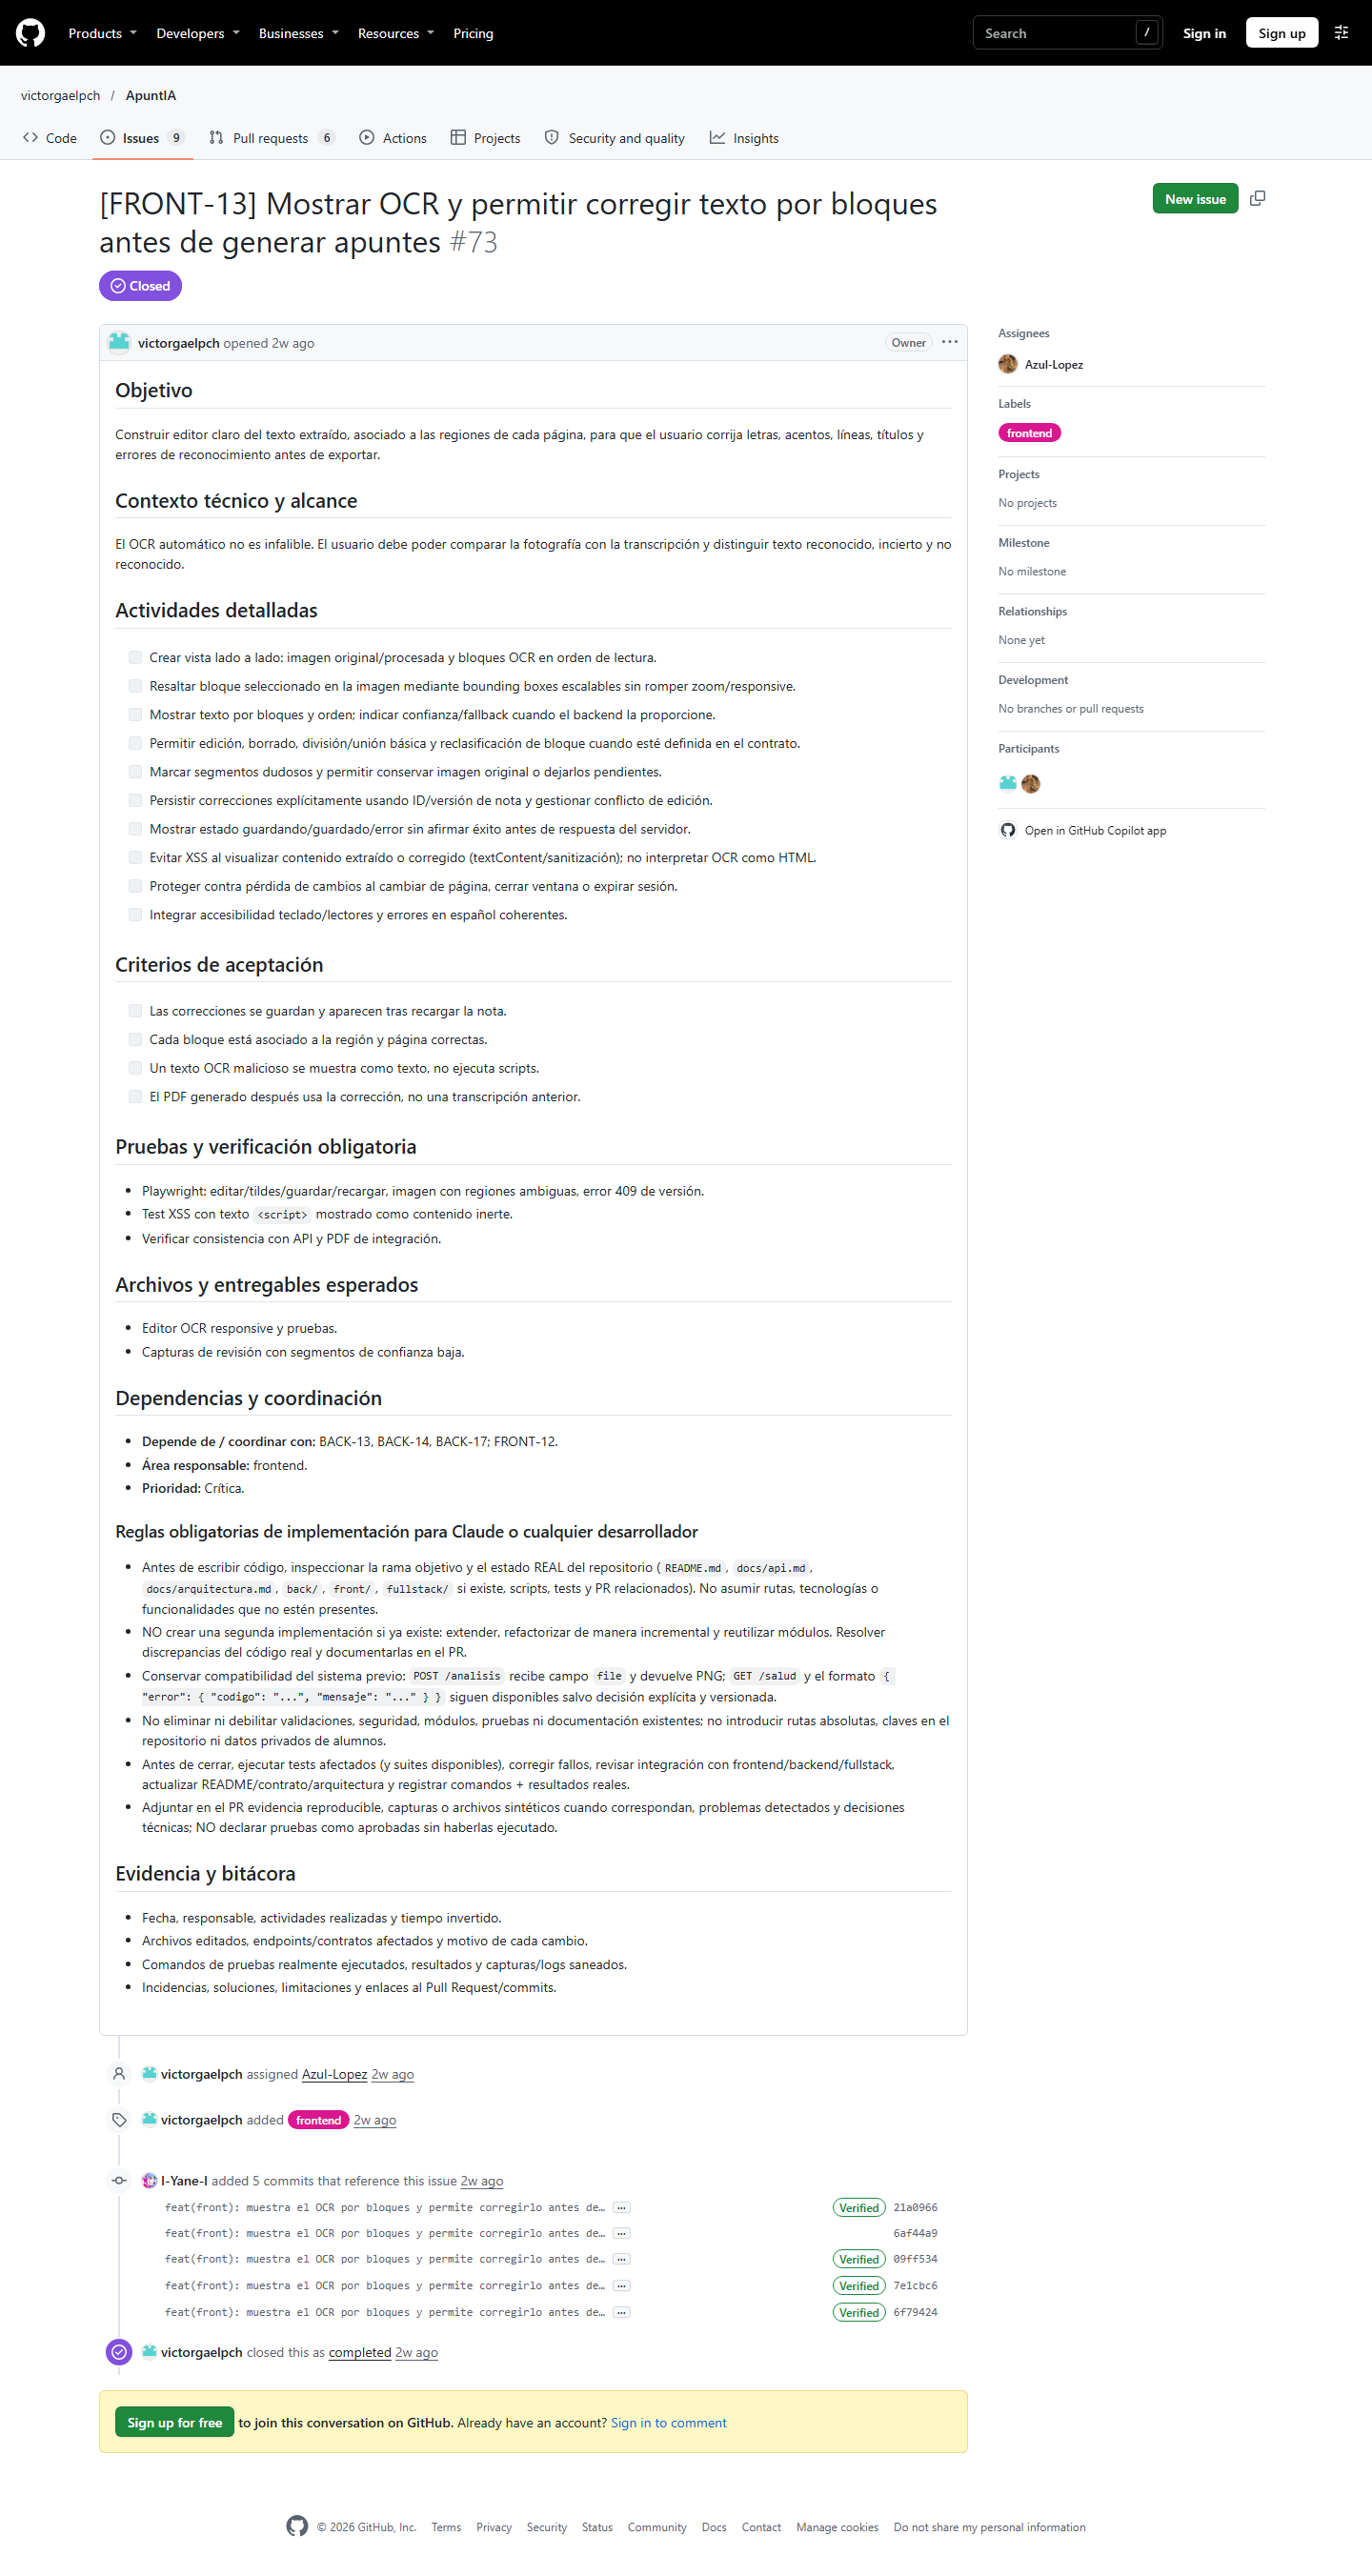 Products
Developers
Businesses
Resources
Pricing
Search
/
Sign in
Sign up
victorgaelpch / ApuntIA
Code
Issues 9
Pull requests 6
Actions
Projects
Security and quality
Insights
[FRONT-13] Mostrar OCR y permitir corregir texto por bloques
antes de generar apuntes #73
New issue
Closed
victorgaelpch opened 2w ago
Owner
Objetivo
Construir editor claro del texto extraído, asociado a las regiones de cada página, para que el usuario corrija letras, acentos, líneas, títulos y
errores de reconocimiento antes de exportar.
Contexto técnico y alcance
El OCR automático no es infalible. El usuario debe poder comparar la fotografía con la transcripción y distinguir texto reconocido, incierto y no
reconocido.
Actividades detalladas
Crear vista lado a lado: imagen original/procesada y bloques OCR en orden de lectura.
Resaltar bloque seleccionado en la imagen mediante bounding boxes escalables sin romper zoom/responsive.
Mostrar texto por bloques y orden; indicar confianza/fallback cuando el backend la proporcione.
Permitir edición, borrado, división/unión básica y reclasificación de bloque cuando esté definida en el contrato.
Marcar segmentos dudosos y permitir conservar imagen original o dejarlos pendientes.
Persistir correcciones explícitamente usando ID/versión de nota y gestionar conflicto de edición.
Mostrar estado guardando/guardado/error sin afirmar éxito antes de respuesta del servidor.
Evitar XSS al visualizar contenido extraído o corregido (textContent/sanitización); no interpretar OCR como HTML.
Proteger contra pérdida de cambios al cambiar de página, cerrar ventana o expirar sesión.
Integrar accesibilidad teclado/lectores y errores en español coherentes.
Criterios de aceptación
Las correcciones se guardan y aparecen tras recargar la nota.
Cada bloque está asociado a la región y página correctas.
Un texto OCR malicioso se muestra como texto, no ejecuta scripts.
El PDF generado después usa la corrección, no una transcripción anterior.
Pruebas y verificación obligatoria
Playwright: editar/tildes/guardar/recargar, imagen con regiones ambiguas, error 409 de versión.
Test XSS con texto <script> mostrado como contenido inerte.
Verificar consistencia con API y PDF de integración.
Archivos y entregables esperados
Editor OCR responsive y pruebas.
Capturas de revisión con segmentos de confianza baja.
Dependencias y coordinación
Depende de / coordinar con: BACK-13, BACK-14, BACK-17; FRONT-12.
Área responsable: frontend.
Prioridad: Crítica.
Reglas obligatorias de implementación para Claude o cualquier desarrollador
Antes de escribir código, inspeccionar la rama objetivo y el estado REAL del repositorio ( README.md , docs/api.md ,
docs/arquitectura.md , back/ , front/ , fullstack/ si existe, scripts, tests y PR relacionados). No asumir rutas, tecnologías o
funcionalidades que no estén presentes.
NO crear una segunda implementación si ya existe: extender, refactorizar de manera incremental y reutilizar módulos. Resolver
discrepancias del código real y documentarlas en el PR.
Conservar compatibilidad del sistema previo: POST /analisis recibe campo file y devuelve PNG; GET /salud y el formato {
"error": { "codigo": "...", "mensaje": "..." } } siguen disponibles salvo decisión explícita y versionada.
No eliminar ni debilitar validaciones, seguridad, módulos, pruebas ni documentación existentes; no introducir rutas absolutas, claves en el
repositorio ni datos privados de alumnos.
Antes de cerrar, ejecutar tests afectados (y suites disponibles), corregir fallos, revisar integración con frontend/backend/fullstack,
actualizar README/contrato/arquitectura y registrar comandos + resultados reales.
Adjuntar en el PR evidencia reproducible, capturas o archivos sintéticos cuando correspondan, problemas detectados y decisiones
técnicas; NO declarar pruebas como aprobadas sin haberlas ejecutado.
Evidencia y bitácora
Fecha, responsable, actividades realizadas y tiempo invertido.
Archivos editados, endpoints/contratos afectados y motivo de cada cambio.
Comandos de pruebas realmente ejecutados, resultados y capturas/logs saneados.
Incidencias, soluciones, limitaciones y enlaces al Pull Request/commits.
Assignees
Azul-Lopez
Labels
frontend
Projects
No projects
Milestone
No milestone
Relationships
None yet
Development
No branches or pull requests
Participants
Open in GitHub Copilot app
victorgaelpch assigned Azul-Lopez 2w ago
victorgaelpch added frontend 2w ago
I-Yane-I added 5 commits that reference this issue 2w ago
feat(front): muestra el OCR por bloques y permite corregirlo antes de… ... Verified 21a0966
feat(front): muestra el OCR por bloques y permite corregirlo antes de… ... 6af44a9
feat(front): muestra el OCR por bloques y permite corregirlo antes de… ... Verified 09ff534
feat(front): muestra el OCR por bloques y permite corregirlo antes de… ... Verified 7e1cbc6
feat(front): muestra el OCR por bloques y permite corregirlo antes de… ... Verified 6f79424
victorgaelpch closed this as completed 2w ago
Sign up for free to join this conversation on GitHub. Already have an account? Sign in to comment
© 2026 GitHub, Inc.
Terms
Privacy
Security
Status
Community
Docs
Contact
Manage cookies
Do not share my personal information